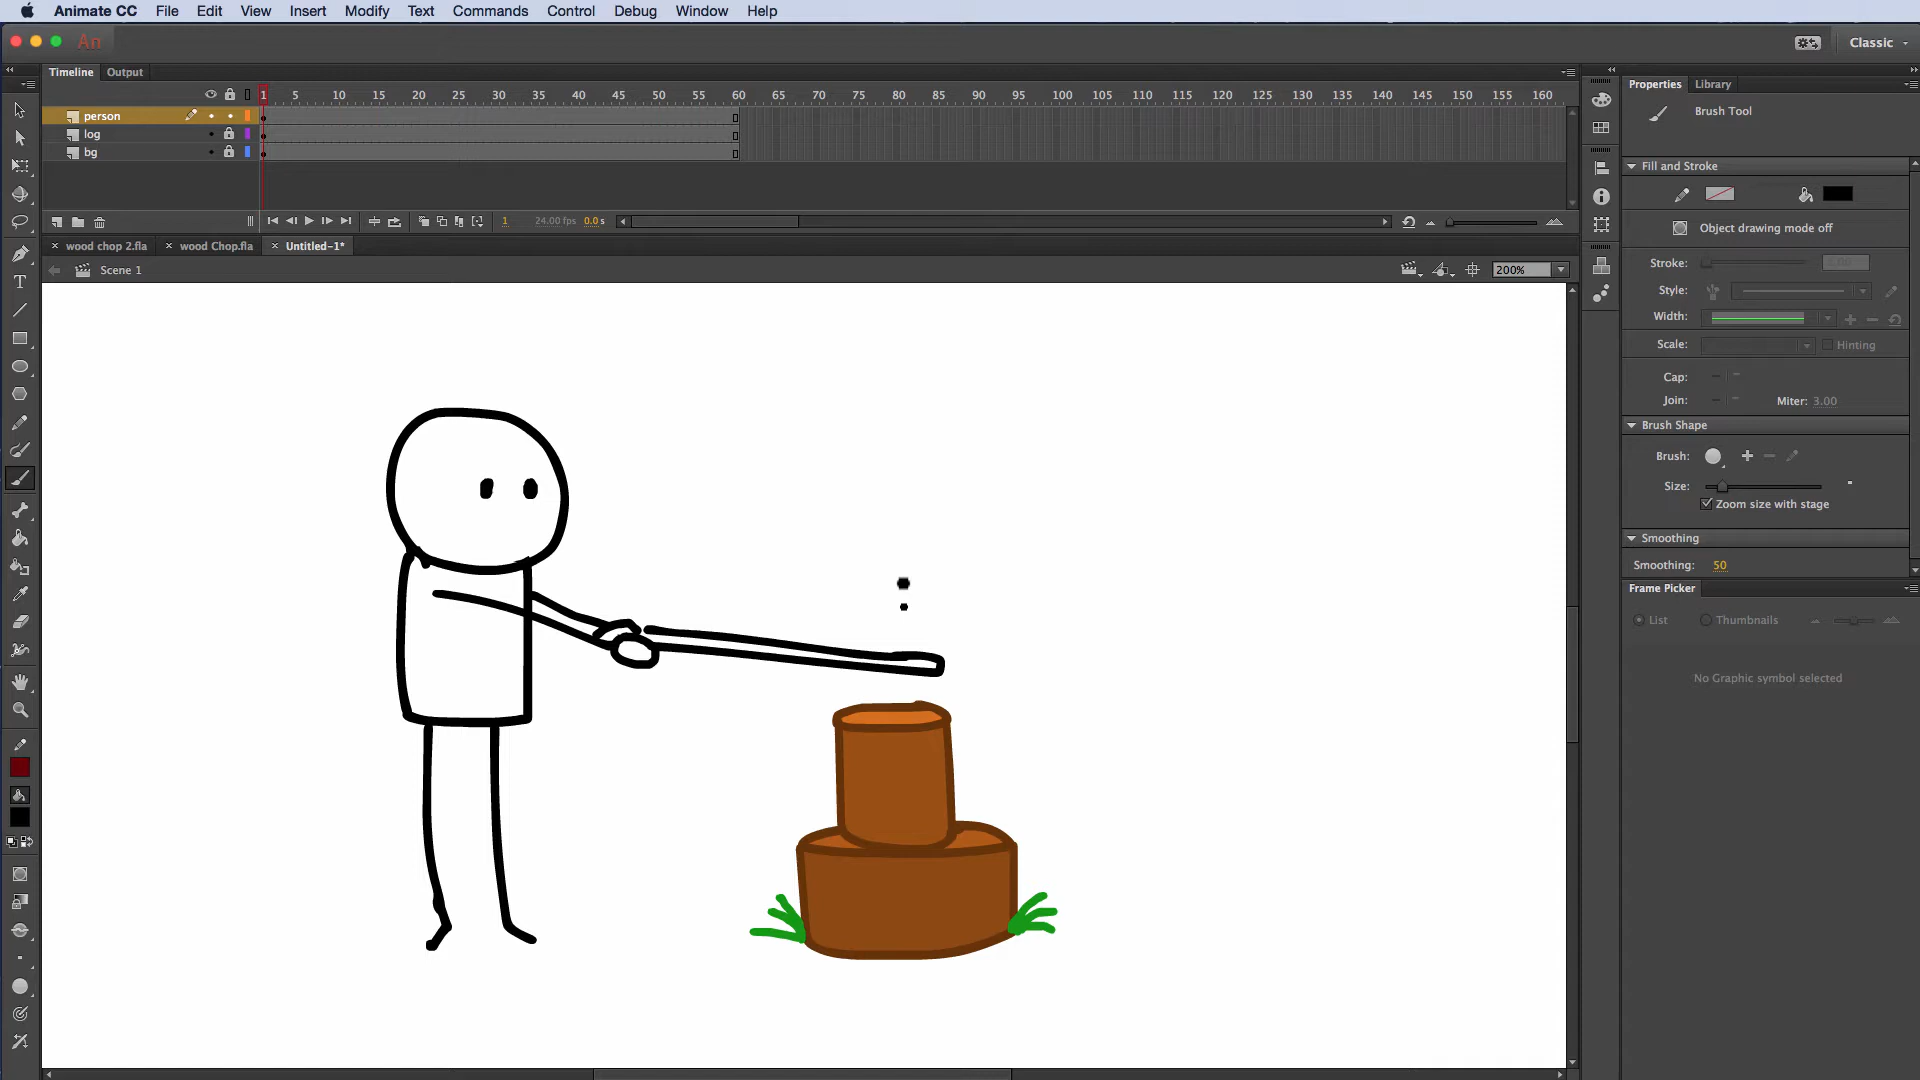 Animate CC File Edit View Insert Modify Text Commands Control Debug Window Help
An Classic
Timeline Output
1 5 10 15 20 25 30 35 40 45 50 55 60 65 70 75 80 85 90 95 100 105 110 115 120 125 130 135 140 145 150 155 160
person
log
bg
1 24.00 fps 0.0 s
wood chop 2.fla wood Chop.fla Untitled-1*
Scene 1 200%
Properties Library
Brush Tool
Fill and Stroke
Object drawing mode off
Stroke:
Style:
Width:
Scale: Hinting
Cap:
Join: Miter: 3.00
Brush Shape
Brush:
Size:
Zoom size with stage
Smoothing
Smoothing: 50
Frame Picker
List Thumbnails
No Graphic symbol selected